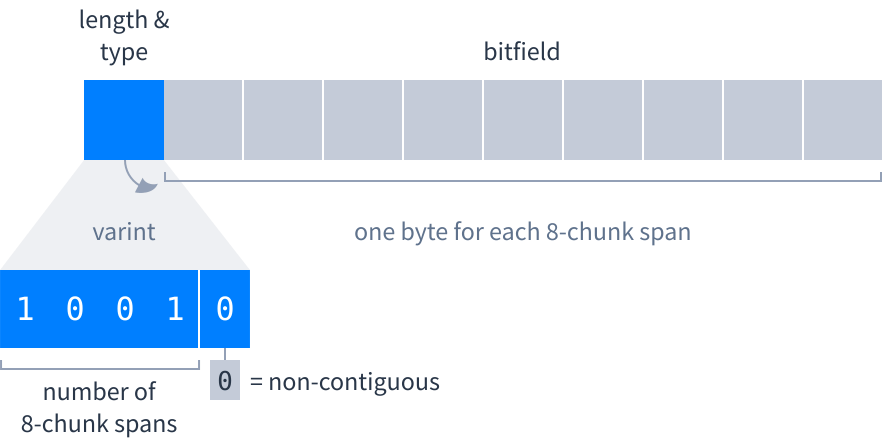 length &
type
bitfield
varint
one byte for each 8-chunk span
1 0 0 1 0
0 = non-contiguous
number of
8-chunk spans